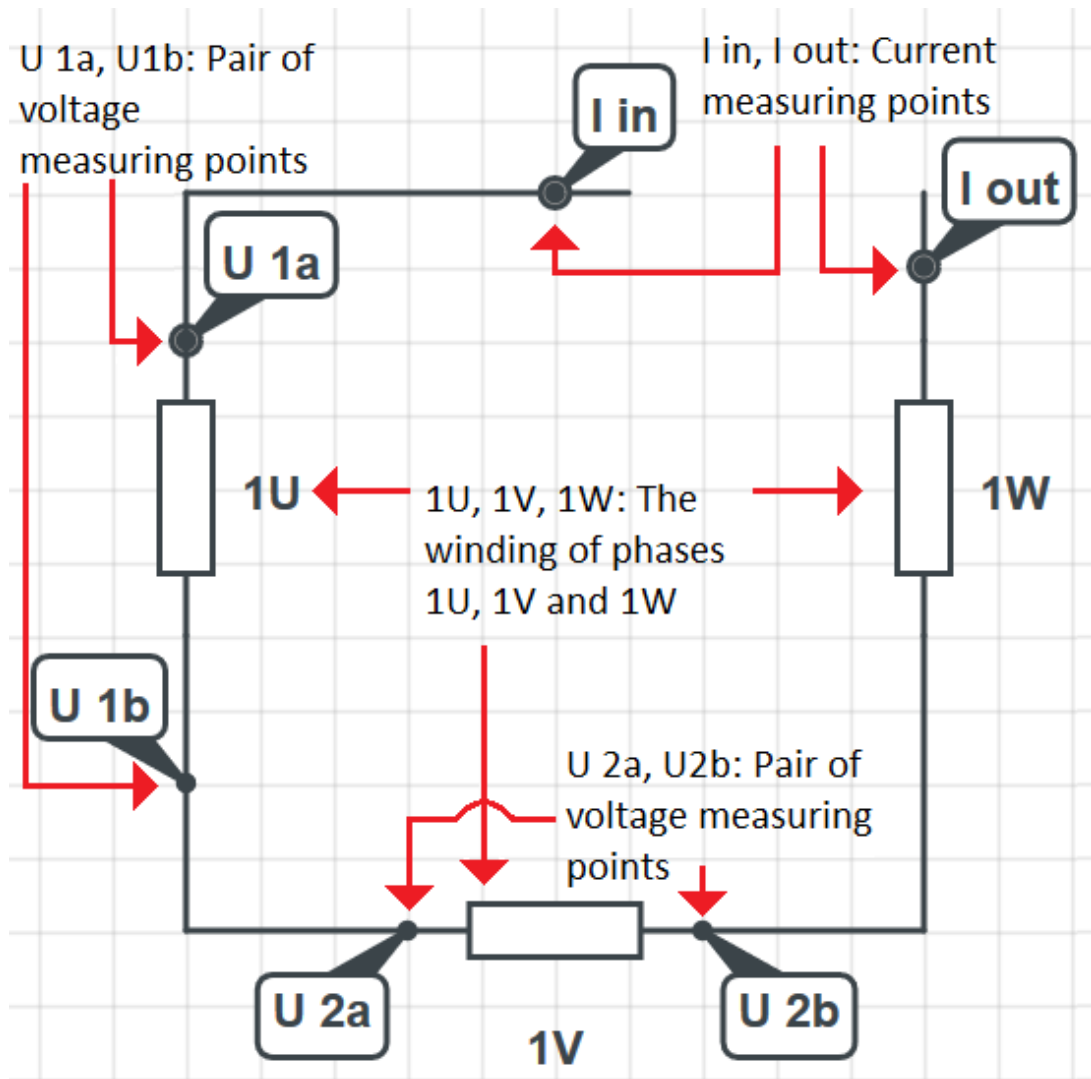 U 1a, U1b: Pair of
voltage
measuring points
I in, I out: Current
measuring points
I in
I out
U 1a
1U
1U, 1V, 1W: The
winding of phases
1U, 1V and 1W
1W
U 1b
U 2a, U2b: Pair of
voltage measuring
points
U 2a
U 2b
1V